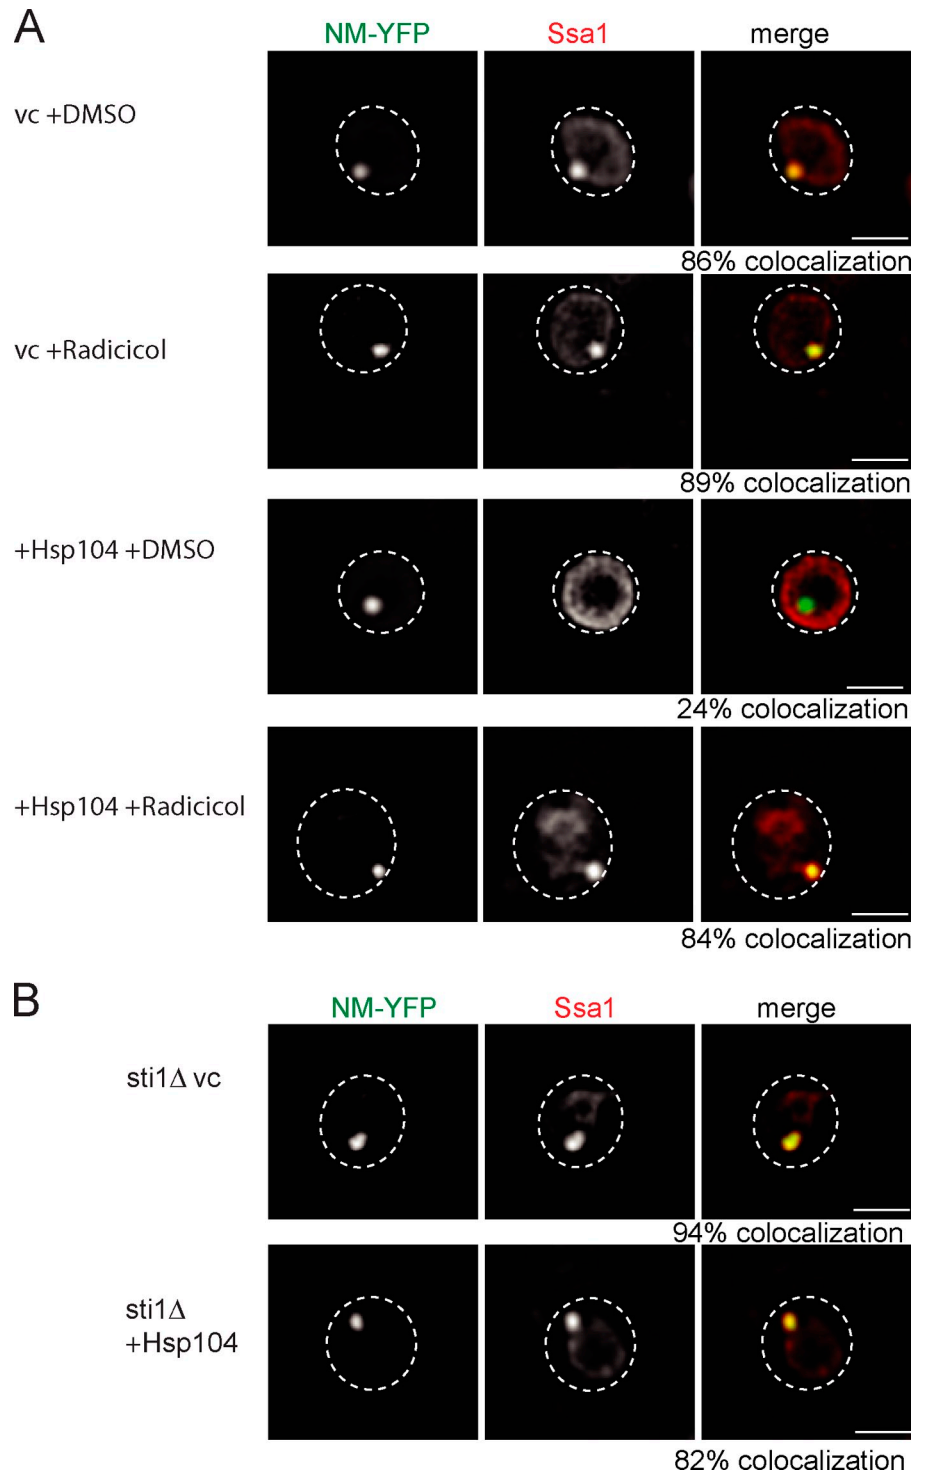 A
NM-YFP Ssa1 merge
vc +DMSO
86% colocalization
vc +Radicicol
89% colocalization
+Hsp104 +DMSO
24% colocalization
+Hsp104 +Radicicol
84% colocalization
B
NM-YFP Ssa1 merge
sti1Δ vc
94% colocalization
sti1Δ
+Hsp104
82% colocalization